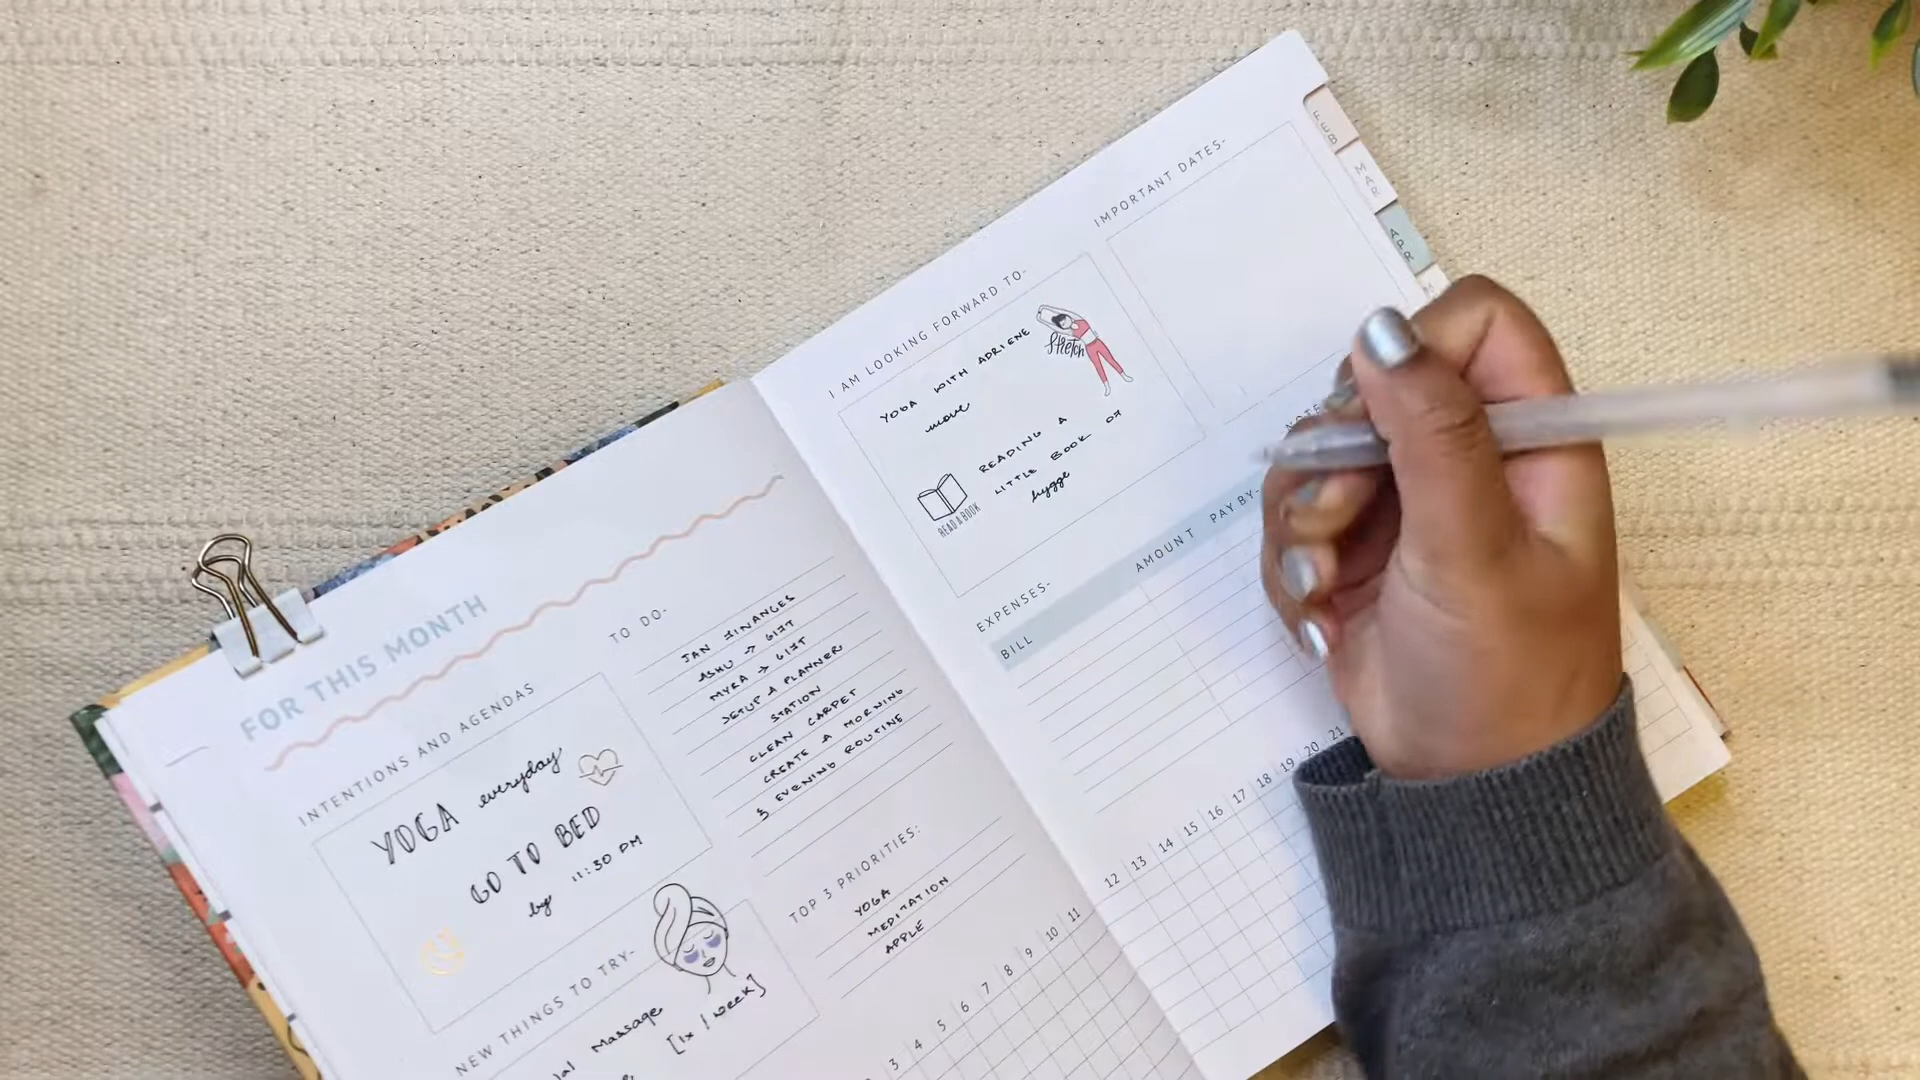 FOR THIS MONTH
INTENTIONS AND AGENDAS
YOGA everyday
GO TO BED
by 11:30 PM
NEW THINGS TO TRY-
Massage
[1x / week]
TO DO-
JAN FINANCES
ASHU → GIFT
MYRA → GIFT
SETUP A PLANNER
STATION
CLEAN CARPET
CREATE A MORNING
& EVENING ROUTINE
TOP 3 PRIORITIES:
YOGA
MEDITATION
APPLE
3 4 5 6 7 8 9 10 11
I AM LOOKING FORWARD TO-
YOGA WITH ADRIENE
move
Stretch
READING A
LITTLE BOOK OF
hygge
READ A BOOK
IMPORTANT DATES-
EXPENSES-
BILL AMOUNT PAY BY-
12 13 14 15 16 17 18 19 20 21
FEB
MAR
APR